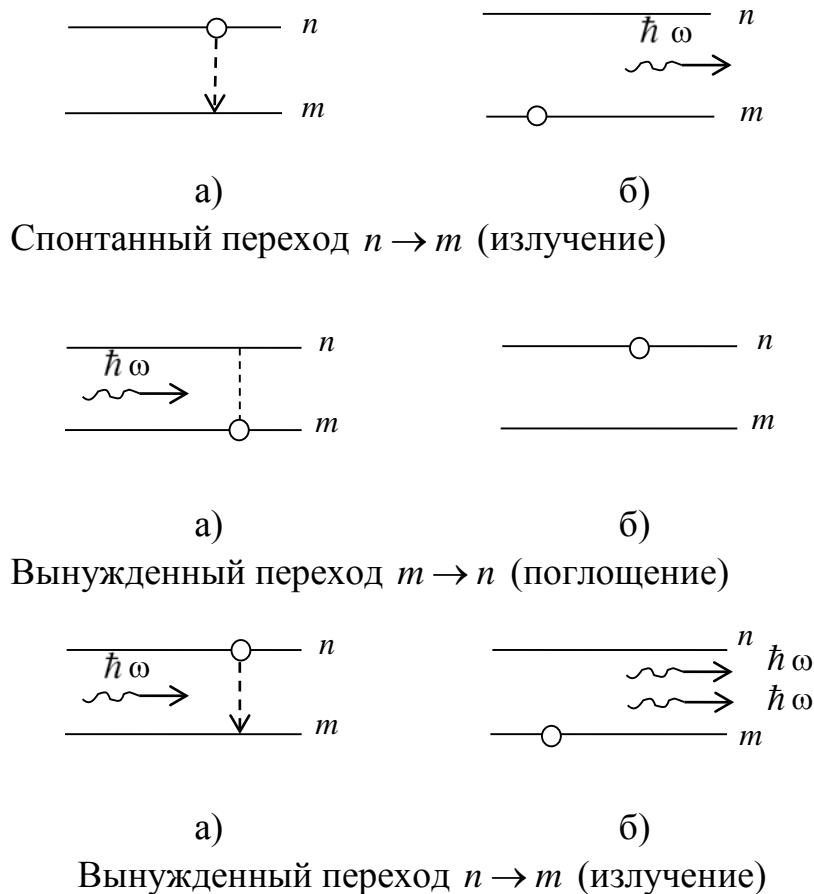 n ħ ω n
m m
а) б)
Спонтанный переход n → m (излучение)
ħ ω n n
m m
а) б)
Вынужденный переход m → n (поглощение)
ħ ω n n ħ ω
ħ ω
m m
а) б)
Вынужденный переход n → m (излучение)